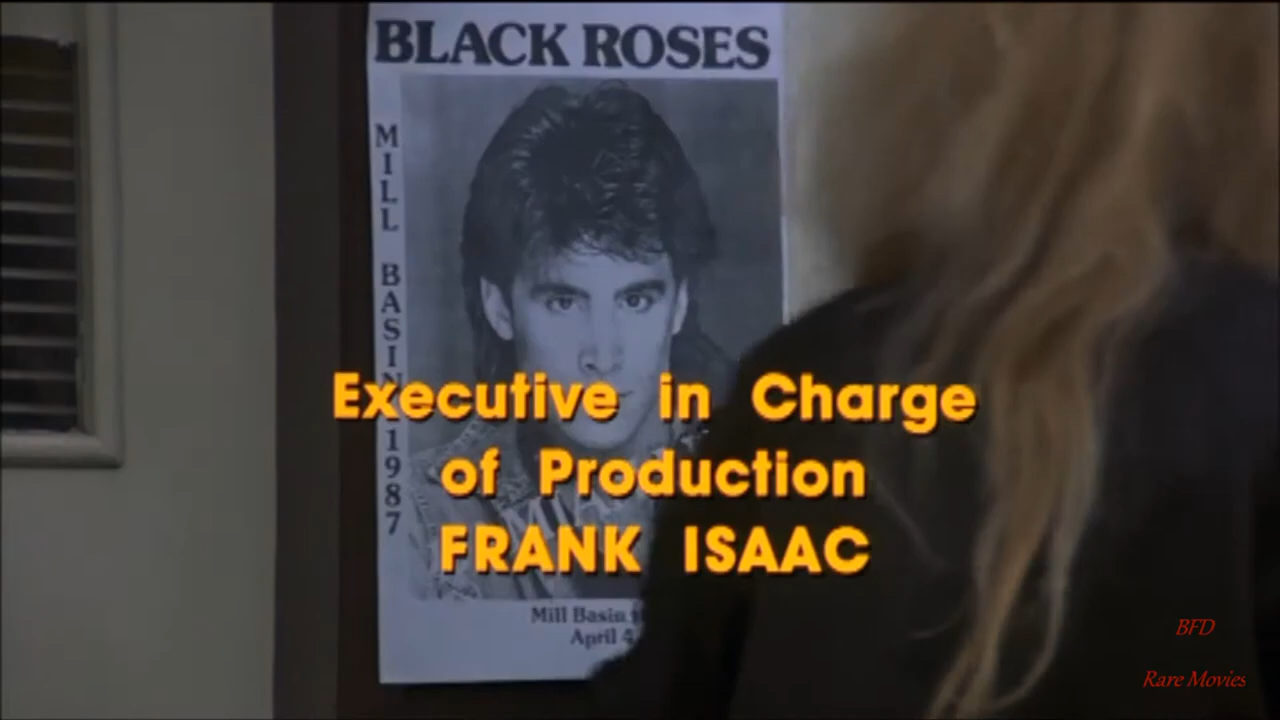 BLACK ROSES
MILL BASIN 1987
Executive in Charge
of Production
FRANK ISAAC
Mill Basin
April 4
BFD
Rare Movies